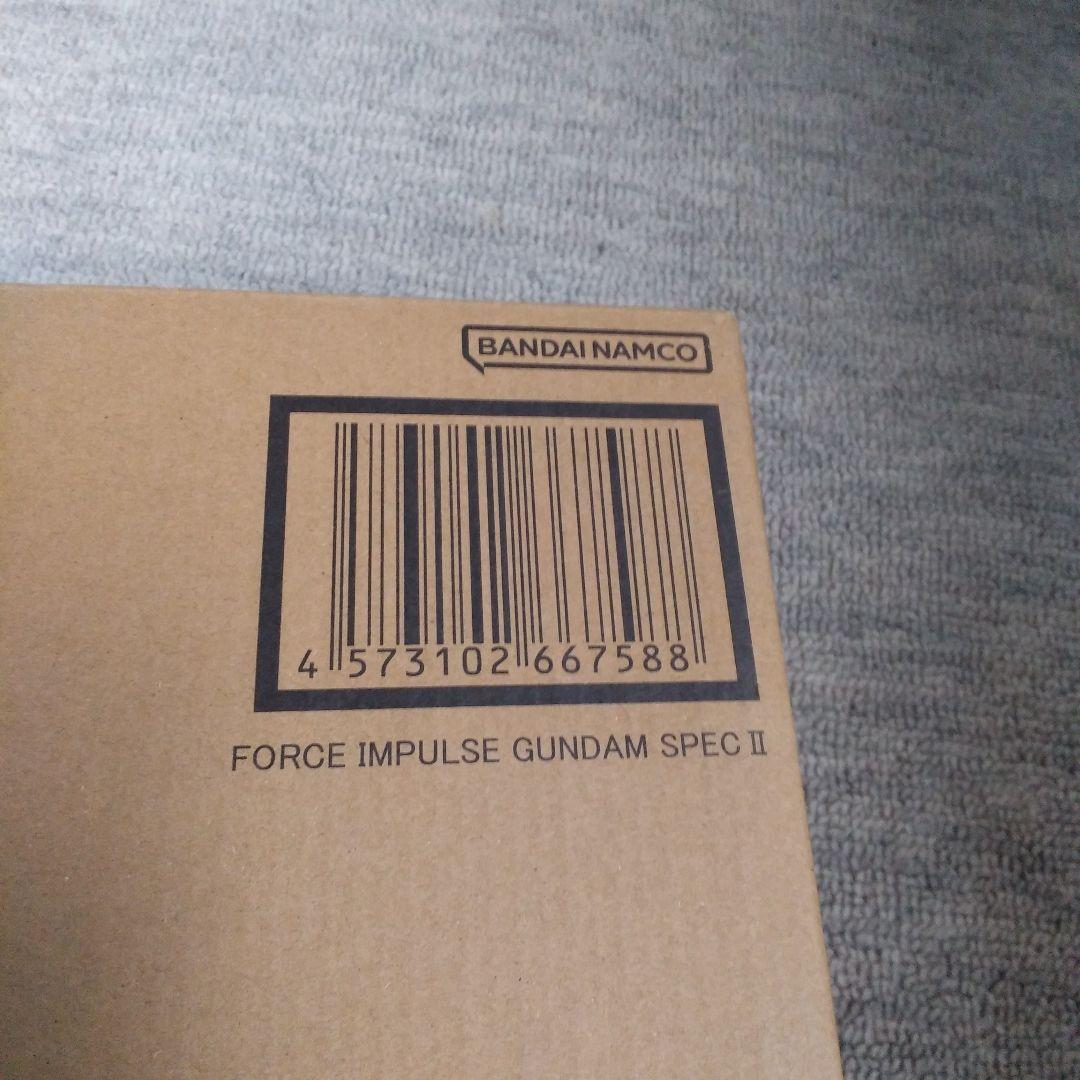 BANDAI NAMCO
4 573102 667588
FORCE IMPULSE GUNDAM SPEC Ⅱ